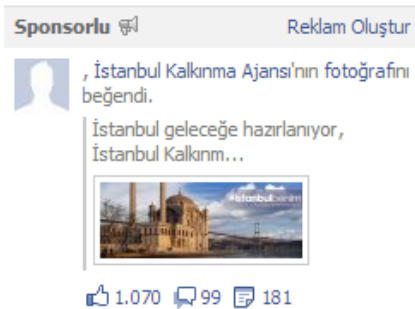 Sponsorlu Reklam Oluştur
, İstanbul Kalkınma Ajansı'nın fotoğrafını
beğendi.
İstanbul geleceğe hazırlanıyor,
İstanbul Kalkınm...
#istanbulbenim
1.070 99 181